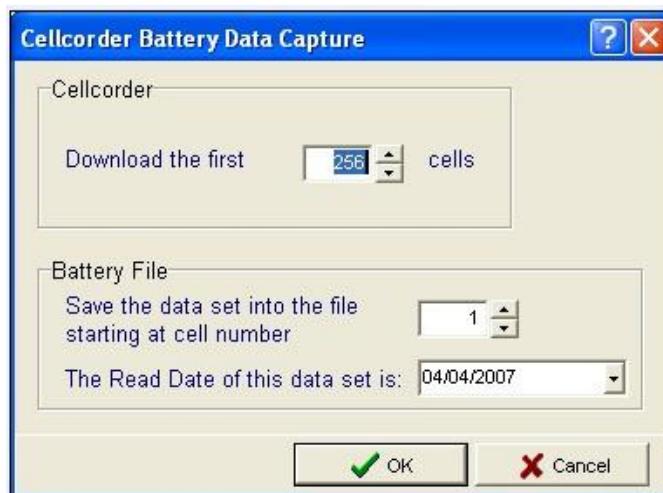 Cellcorder Battery Data Capture
Cellcorder
Download the first 256 cells
Battery File
Save the data set into the file
starting at cell number 1
The Read Date of this data set is: 04/04/2007
OK Cancel